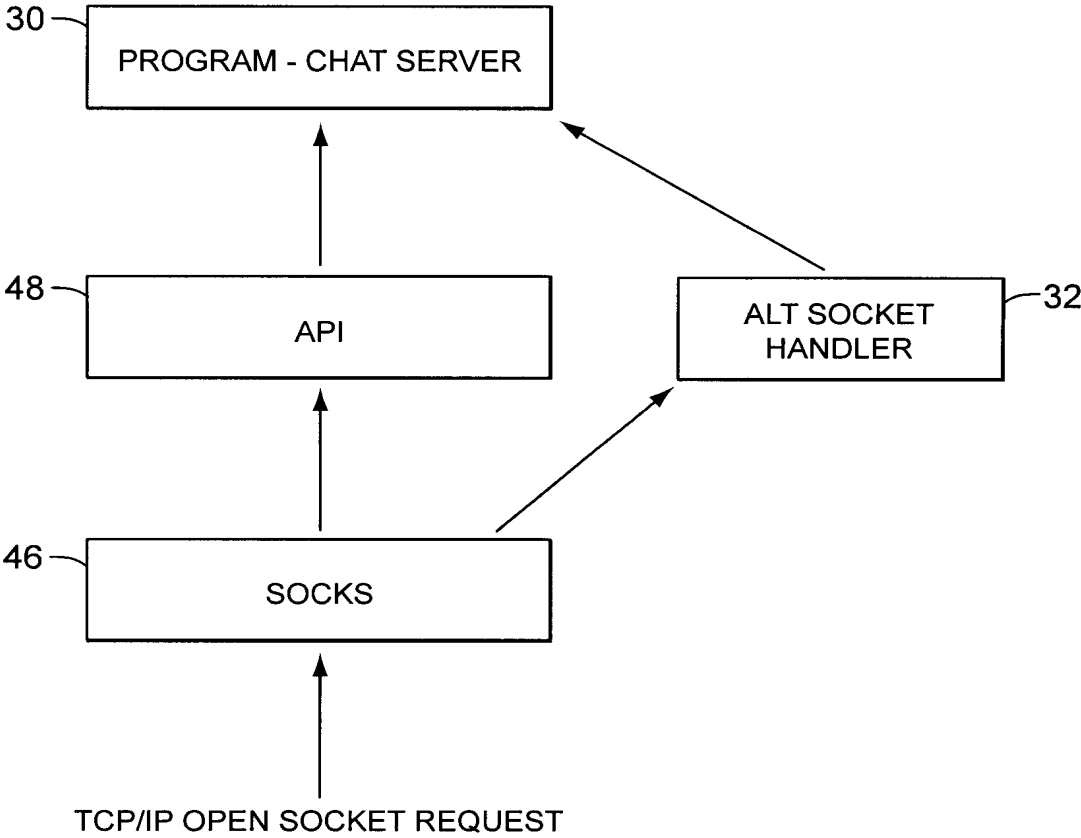 30
PROGRAM - CHAT SERVER
48
API
ALT SOCKET
HANDLER
32
46
SOCKS
TCP/IP OPEN SOCKET REQUEST